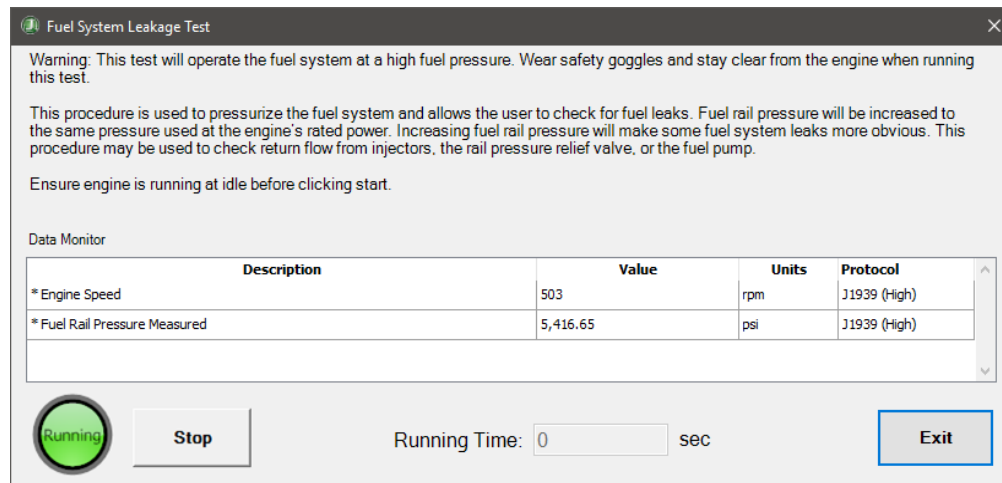 Fuel System Leakage Test
Warning: This test will operate the fuel system at a high fuel pressure. Wear safety goggles and stay clear from the engine when running
this test.
This procedure is used to pressurize the fuel system and allows the user to check for fuel leaks. Fuel rail pressure will be increased to
the same pressure used at the engine's rated power. Increasing fuel rail pressure will make some fuel system leaks more obvious. This
procedure may be used to check return flow from injectors, the rail pressure relief valve, or the fuel pump.
Ensure engine is running at idle before clicking start.
Data Monitor
Description Value Units Protocol
* Engine Speed 503 rpm J1939 (High)
* Fuel Rail Pressure Measured 5,416.65 psi J1939 (High)
Running Stop Running Time: 0 sec Exit